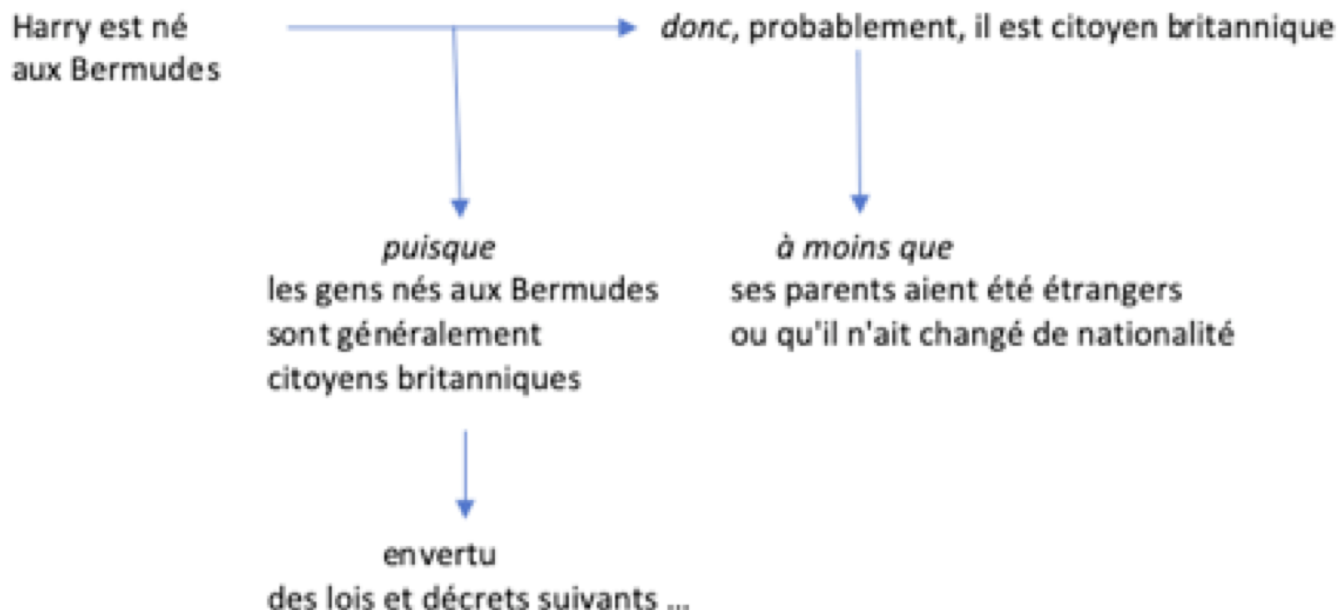 Harry est né
aux Bermudes
donc, probablement, il est citoyen britannique
puisque
les gens nés aux Bermudes
sont généralement
citoyens britanniques
à moins que
ses parents aient été étrangers
ou qu'il n'ait changé de nationalité
en vertu
des lois et décrets suivants ...